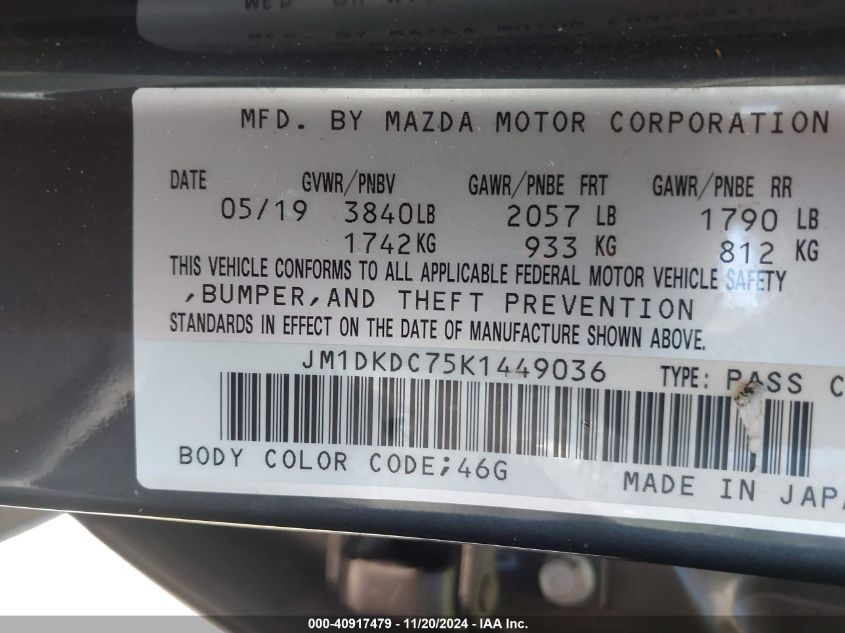 MFD. BY MAZDA MOTOR CORPORATION
DATE GVWR/PNBV GAWR/PNBE FRT GAWR/PNBE RR
05/19 3840LB 2057 LB 1790 LB
1742KG 933 KG 812 KG
THIS VEHICLE CONFORMS TO ALL APPLICABLE FEDERAL MOTOR VEHICLE SAFETY
,BUMPER,AND THEFT PREVENTION
STANDARDS IN EFFECT ON THE DATE OF MANUFACTURE SHOWN ABOVE.
JM1DKDC75K1449036 TYPE: PASS C
BODY COLOR CODE;46G
MADE IN JAPA
000-40917479 - 11/20/2024 - IAA Inc.